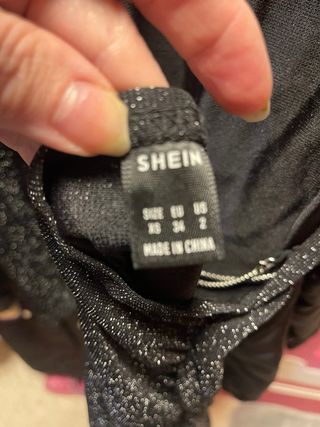 SHEIN
SIZE EU US
XS 34 2
MADE IN CHINA